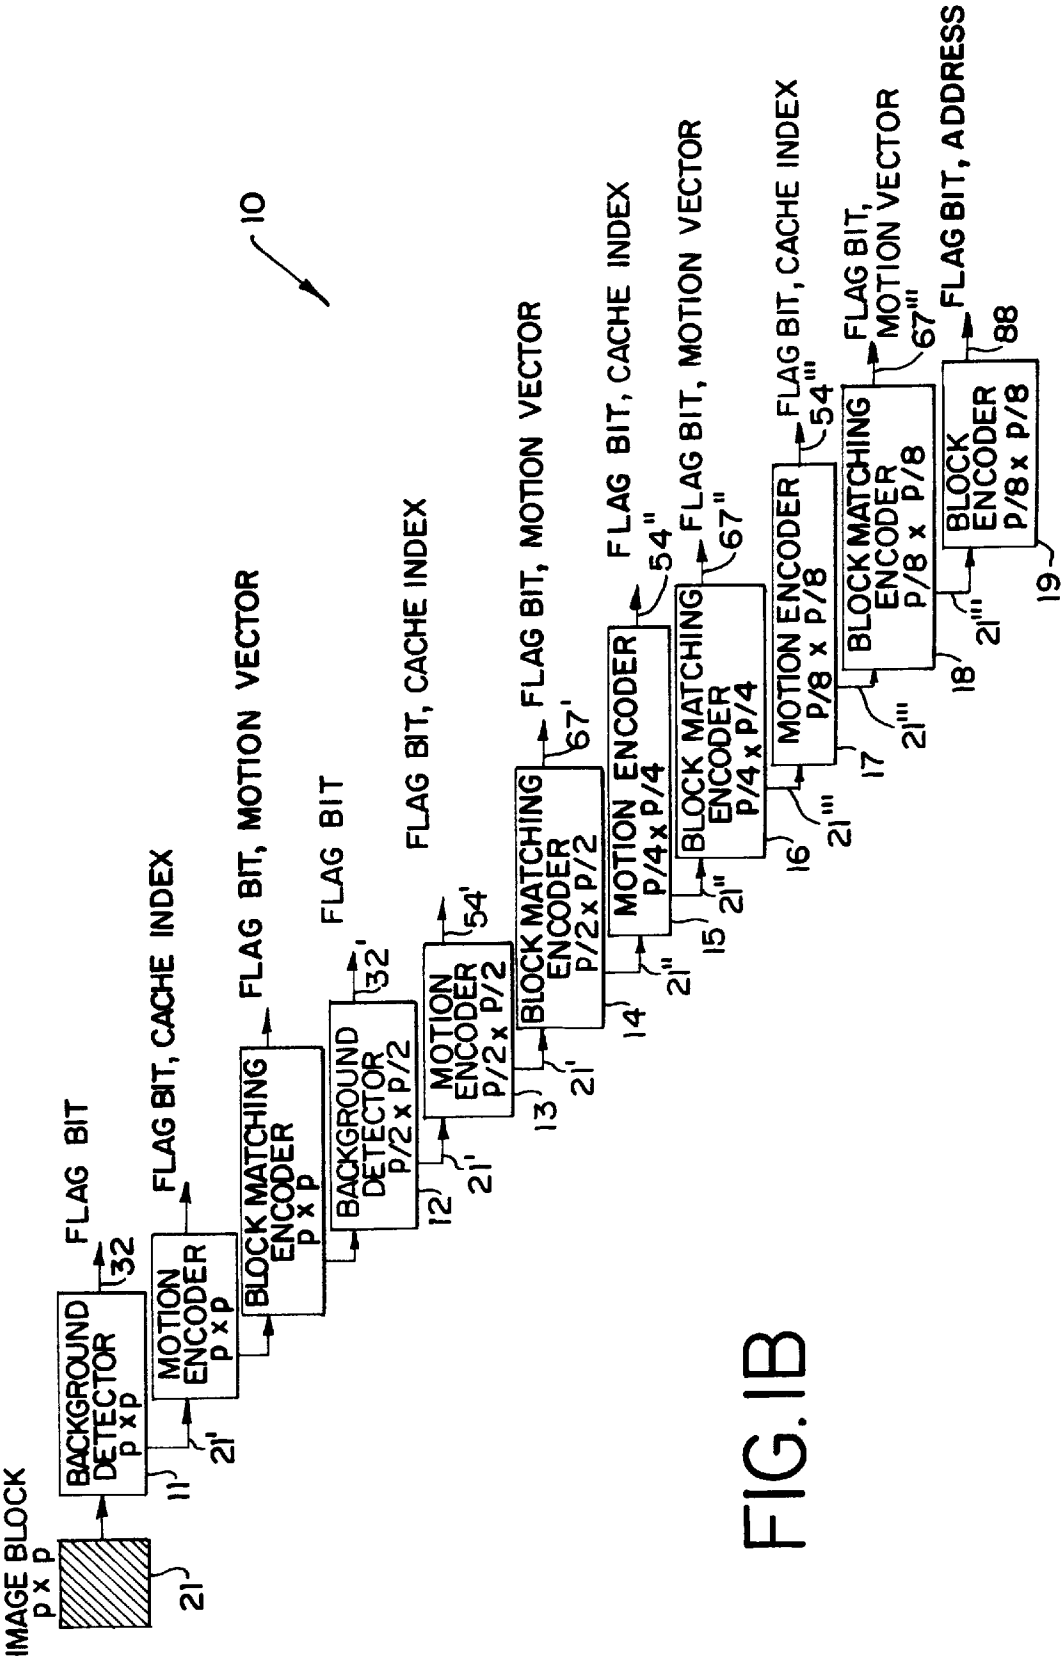 IMAGE BLOCK
p x p
21
BACKGROUND
DETECTOR
p x p
11
32
FLAG BIT
21'
MOTION
ENCODER
p x p
FLAG BIT, CACHE INDEX
BLOCK MATCHING
ENCODER
p x p
FLAG BIT, MOTION VECTOR
BACKGROUND
DETECTOR
p/2 x p/2
12
32'
FLAG BIT
21'
MOTION
ENCODER
p/2 x p/2
13
54'
FLAG BIT, CACHE INDEX
21'
BLOCK MATCHING
ENCODER
p/2 x p/2
14
67'
FLAG BIT, MOTION VECTOR
21"
MOTION ENCODER
p/4 x p/4
15
54"
FLAG BIT, CACHE INDEX
21"
BLOCK MATCHING
ENCODER
p/4 x p/4
16
67"
FLAG BIT, MOTION VECTOR
21'''
MOTION ENCODER
p/8 x p/8
17
54'''
FLAG BIT, CACHE INDEX
21'''
BLOCK MATCHING
ENCODER
p/8 x p/8
18
67'''
FLAG BIT,
MOTION VECTOR
21'''
BLOCK
ENCODER
p/8 x p/8
19
88
FLAG BIT, ADDRESS
10
FIG. 1B